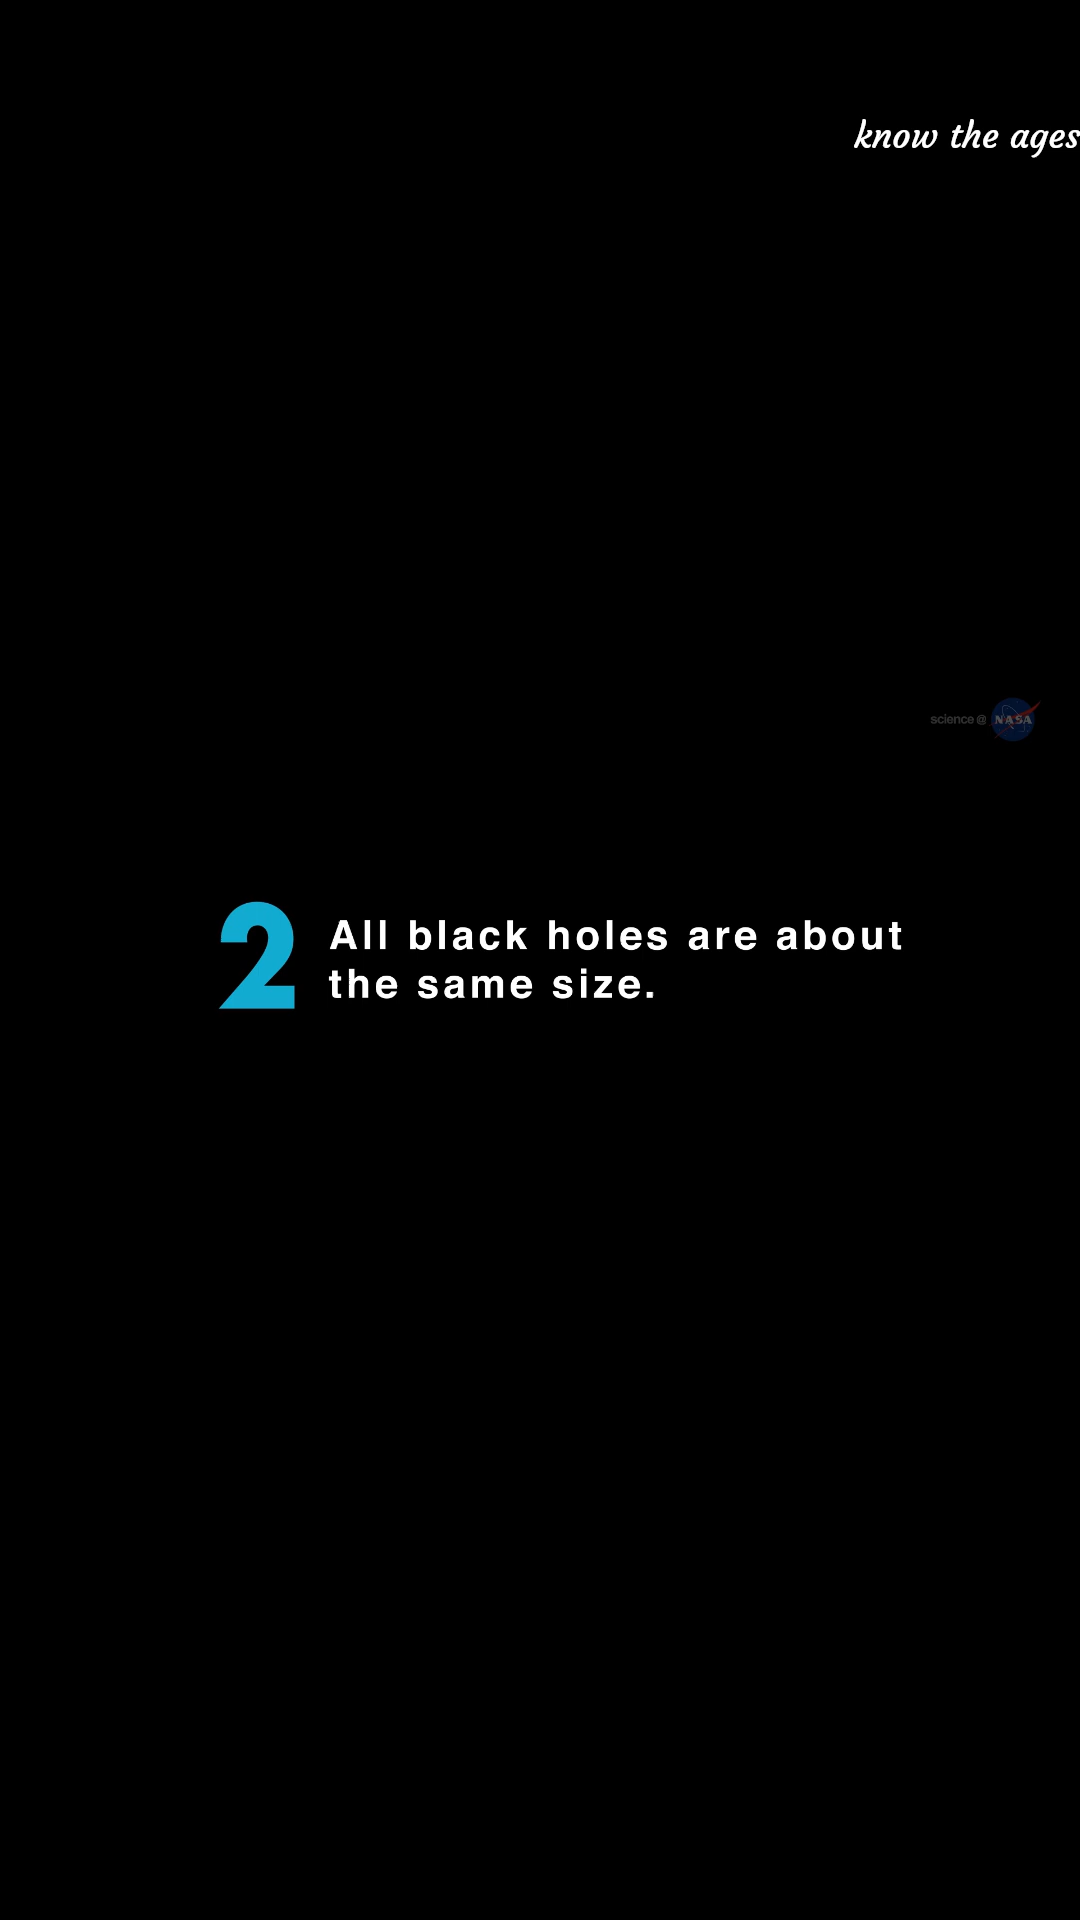 know the ages
science @ NASA
2 All black holes are about
the same size.